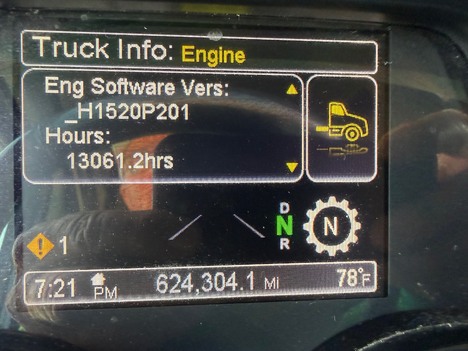 Truck Info: Engine
Eng Software Vers:
_H1520P201
Hours:
13061.2hrs
D
N
R
N
1
7:21 PM 624,304.1 MI 78°F